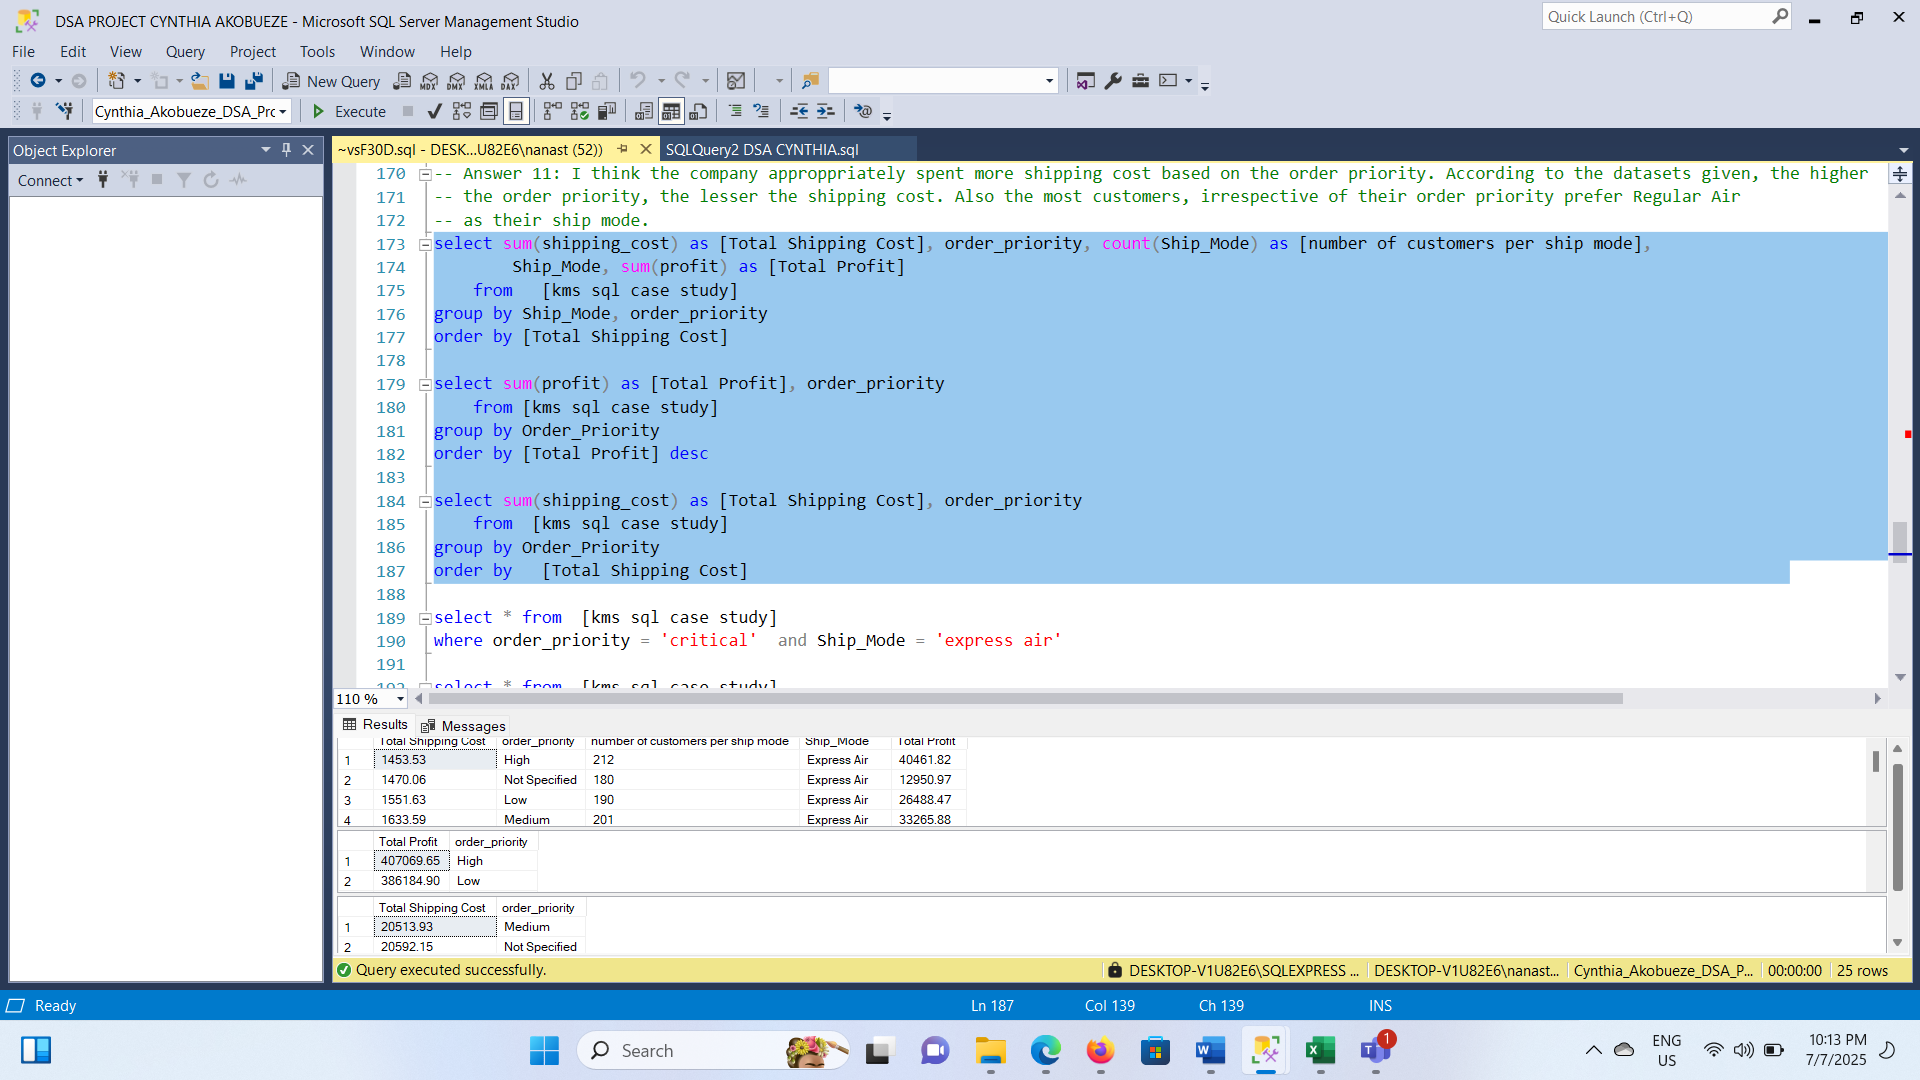 DSA PROJECT CYNTHIA AKOBUEZE - Microsoft SQL Server Management Studio
Quick Launch (Ctrl+Q)
File Edit View Query Project Tools Window Help
New Query MDX DMX XMLA DAX
Cynthia_Akobueze_DSA_Prc Execute
Object Explorer
Connect
~vsF30D.sql - DESK...U82E6\nanast (52)) SQLQuery2 DSA CYNTHIA.sql
170 -- Answer 11: I think the company approppriately spent more shipping cost based on the order priority. According to the datasets given, the higher
171 -- the order priority, the lesser the shipping cost. Also the most customers, irrespective of their order priority prefer Regular Air
172 -- as their ship mode.
173 select sum(shipping_cost) as [Total Shipping Cost], order_priority, count(Ship_Mode) as [number of customers per ship mode],
174 Ship_Mode, sum(profit) as [Total Profit]
175 from [kms sql case study]
176 group by Ship_Mode, order_priority
177 order by [Total Shipping Cost]
178
179 select sum(profit) as [Total Profit], order_priority
180 from [kms sql case study]
181 group by Order_Priority
182 order by [Total Profit] desc
183
184 select sum(shipping_cost) as [Total Shipping Cost], order_priority
185 from [kms sql case study]
186 group by Order_Priority
187 order by [Total Shipping Cost]
188
189 select * from [kms sql case study]
190 where order_priority = 'critical' and Ship_Mode = 'express air'
191
192 select * from [kms sql case study]
110 %
Results Messages
Total Shipping Cost order_priority number of customers per ship mode Ship_Mode Total Profit
1 1453.53 High 212 Express Air 40461.82
2 1470.06 Not Specified 180 Express Air 12950.97
3 1551.63 Low 190 Express Air 26488.47
4 1633.59 Medium 201 Express Air 33265.88
Total Profit order_priority
1 407069.65 High
2 386184.90 Low
Total Shipping Cost order_priority
1 20513.93 Medium
2 20592.15 Not Specified
Query executed successfully. DESKTOP-V1U82E6\SQLEXPRESS ... DESKTOP-V1U82E6\nanast... Cynthia_Akobueze_DSA_P... 00:00:00 25 rows
Ready Ln 187 Col 139 Ch 139 INS
Search 1 ENG US 10:13 PM 7/7/2025